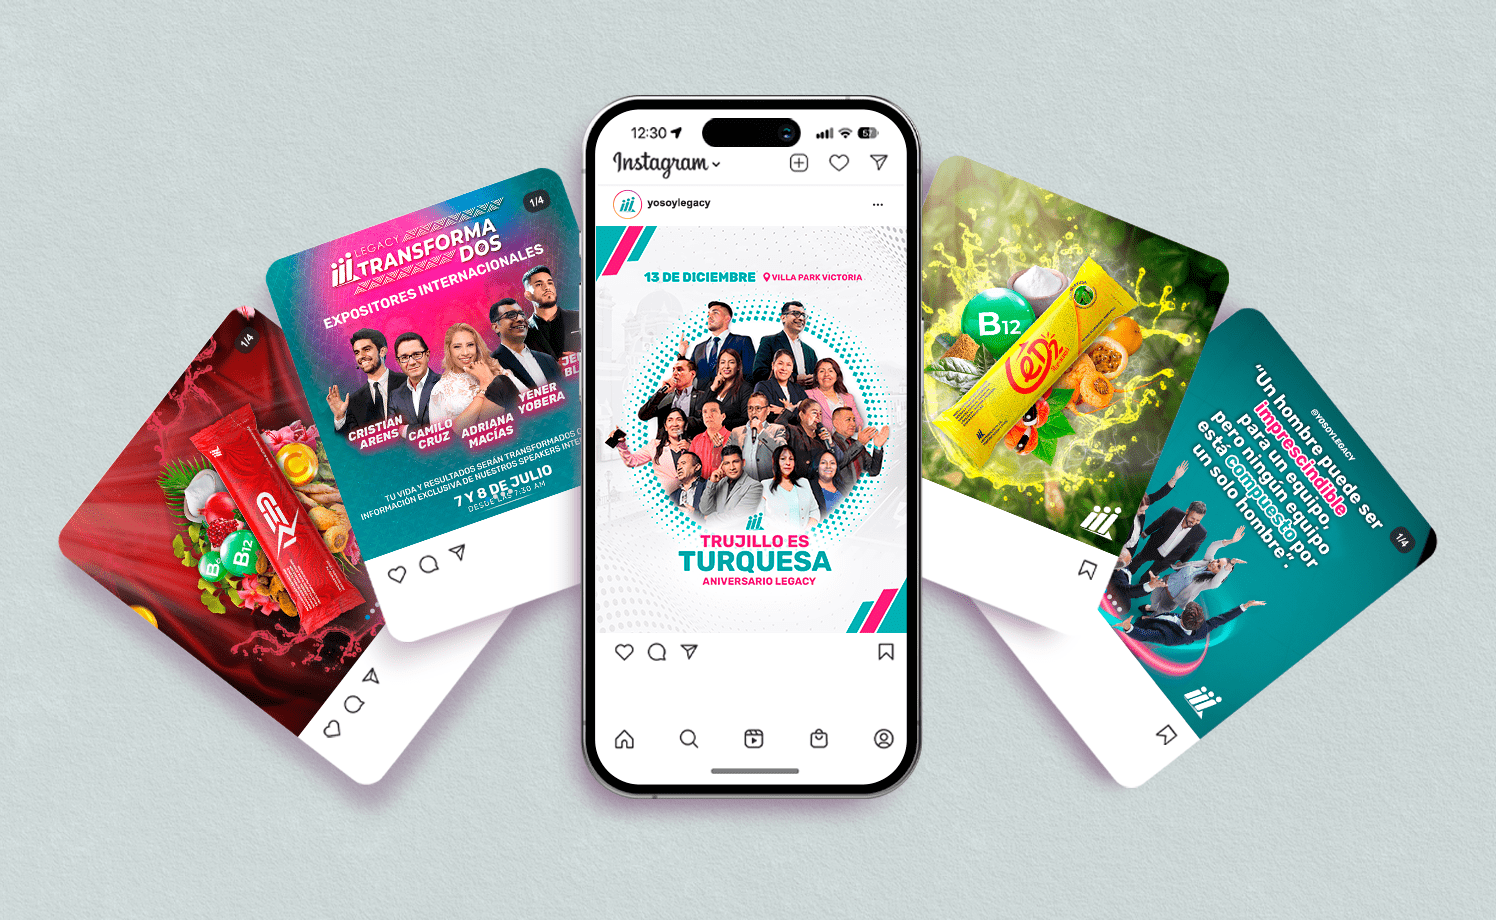 12:30
57
Instagram
yosoylegacy
13 DE DICIEMBRE
VILLA PARK VICTORIA
TRUJILLO ES
TURQUESA
ANIVERSARIO LEGACY
1/4
LEGACY
TRANSFORMA
DOS
EXPOSITORES INTERNACIONALES
CRISTIAN
ARENS
CAMILO
CRUZ
ADRIANA
MACÍAS
YENER
YOBERA
TU VIDA Y RESULTADOS SERÁN TRANSFORMADOS
INFORMACIÓN EXCLUSIVA DE NUESTROS SPEAKERS
7 Y 8 DE JULIO
DESDE LAS 7:30 AM
1/4
C
B12
B
B12
"Un hombre puede ser
imprescindible
para un equipo,
pero ningún equipo
está compuesto por
un solo hombre".
@YOSOYLEGACY
1/4